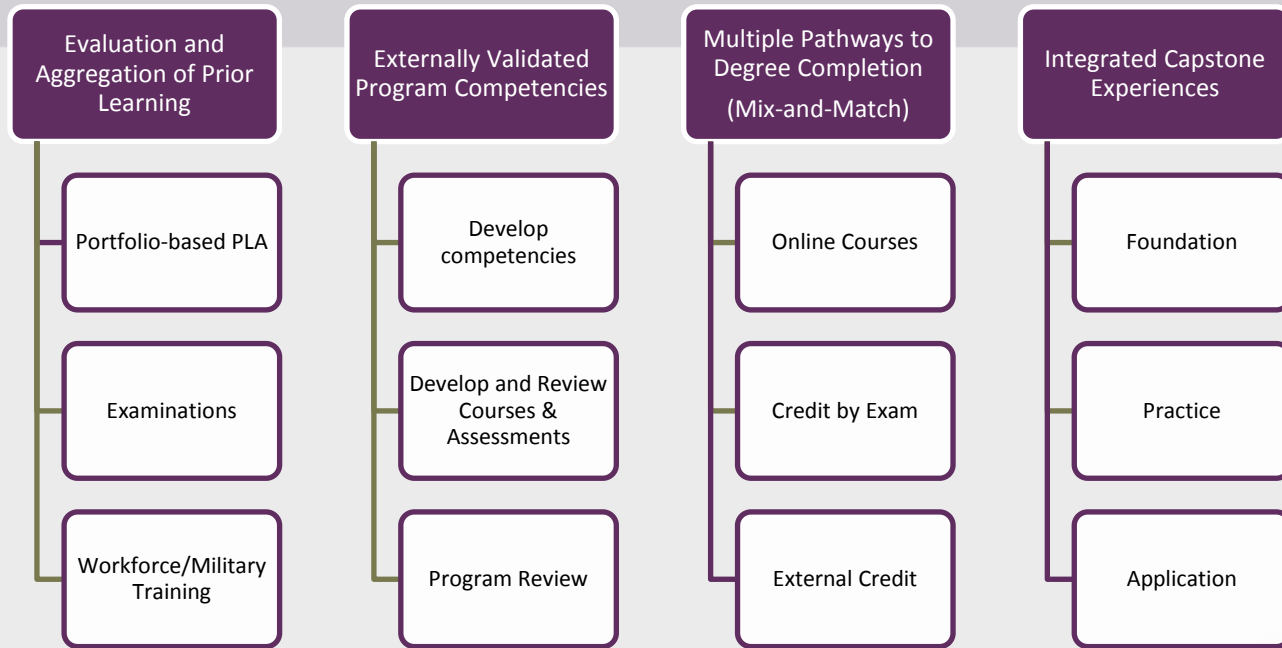 Evaluation and
Aggregation of Prior
Learning
Portfolio-based PLA
Examinations
Workforce/Military
Training
Externally Validated
Program Competencies
Develop
competencies
Develop and Review
Courses &
Assessments
Program Review
Multiple Pathways to
Degree Completion
(Mix-and-Match)
Online Courses
Credit by Exam
External Credit
Integrated Capstone
Experiences
Foundation
Practice
Application